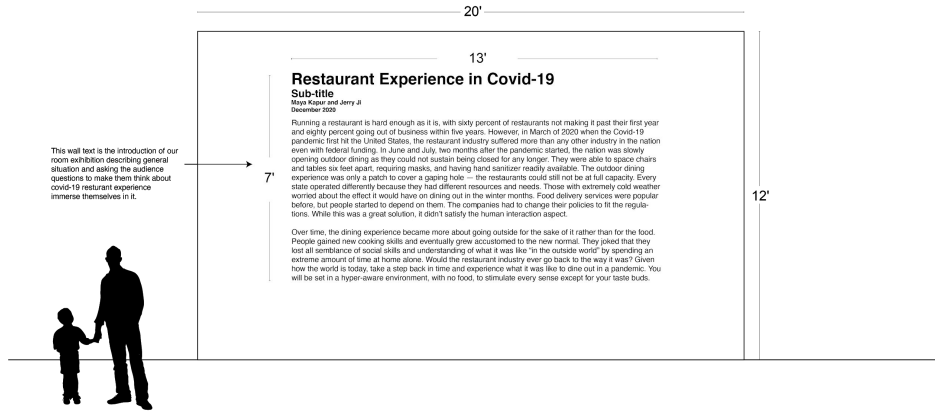 20'
13'
Restaurant Experience in Covid-19
Sub-title
Maya Kapur and Jerry JI
December 2020
Running a restaurant is hard enough as it is, with sixty percent of restaurants not making it past their first year
and eighty percent going out of business within five years. However, in March of 2020 when the Covid-19
pandemic first hit the United States, the restaurant industry suffered more than any other industry in the nation
even with federal funding. In June and July, two months after the pandemic started, the nation was slowly
opening outdoor dining as they could not sustain being closed for any longer. They were able to space chairs
and tables six feet apart, requiring masks, and having hand sanitizer readily available. The outdoor dining
experience was only a patch to cover a gaping hole — the restaurants could still not be at full capacity. Every
state operated differently because they had different resources and needs. Those with extremely cold weather
worried about the effect it would have on dining out in the winter months. Food delivery services were popular
before, but people started to depend on them. The companies had to change their policies to fit the regula-
tions. While this was a great solution, it didn't satisfy the human interaction aspect.
Over time, the dining experience became more about going outside for the sake of it rather than for the food.
People gained new cooking skills and eventually grew accustomed to the new normal. They joked that they
lost all semblance of social skills and understanding of what it was like “in the outside world” by spending an
extreme amount of time at home alone. Would the restaurant industry ever go back to the way it was? Given
how the world is today, take a step back in time and experience what it was like to dine out in a pandemic. You
will be set in a hyper-aware environment, with no food, to stimulate every sense except for your taste buds.
This wall text is the introduction of our
room exihibition describing general
situation and asking the audience
questions to make them think about
covid-19 resturant experience
immerse themselves in it.
7'
12'